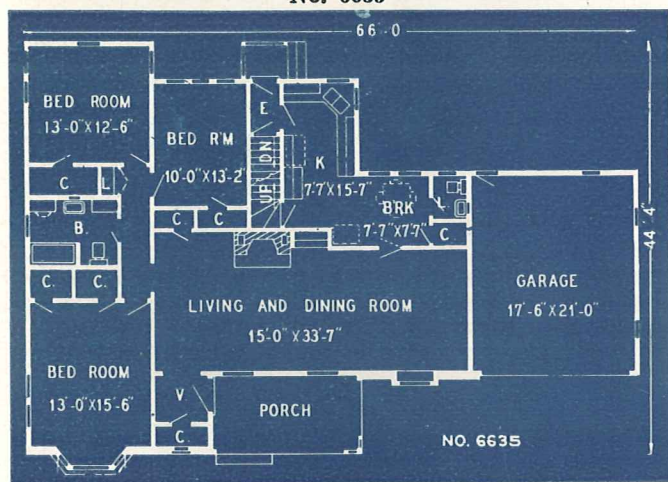 66'-0
BED ROOM
13'-0"X12'-6"
BED R'M
10'-0"X13'-2"
E
UP
DN
K
7'-7"X15'-7"
C.
L
B.
C
C
BRK
7'-7"X7'-7"
L
C
44'-4"
C.
C.
LIVING AND DINING ROOM
15'-0" X33'-7"
GARAGE
17'-6"X21'-0"
BED ROOM
13'-0"X15'-6"
V
C.
PORCH
NO. 6635